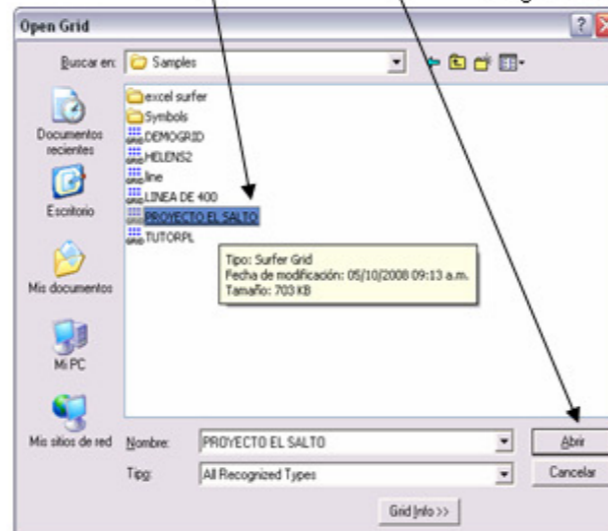 Open Grid
Buscar en: Samples
Documentos recientes
Escritorio
Mis documentos
Mi PC
Mis sitios de red
excel surfer
Symbols
DEMOGRID
HELENS2
line
LINEA DE 400
PROYECTO EL SALTO
TUTORPL
Tipo: Surfer Grid
Fecha de modificación: 05/10/2008 09:13 a.m.
Tamaño: 703 KB
Nombre: PROYECTO EL SALTO
Abrir
Tipo: All Recognized Types
Cancelar
Grid Info >>